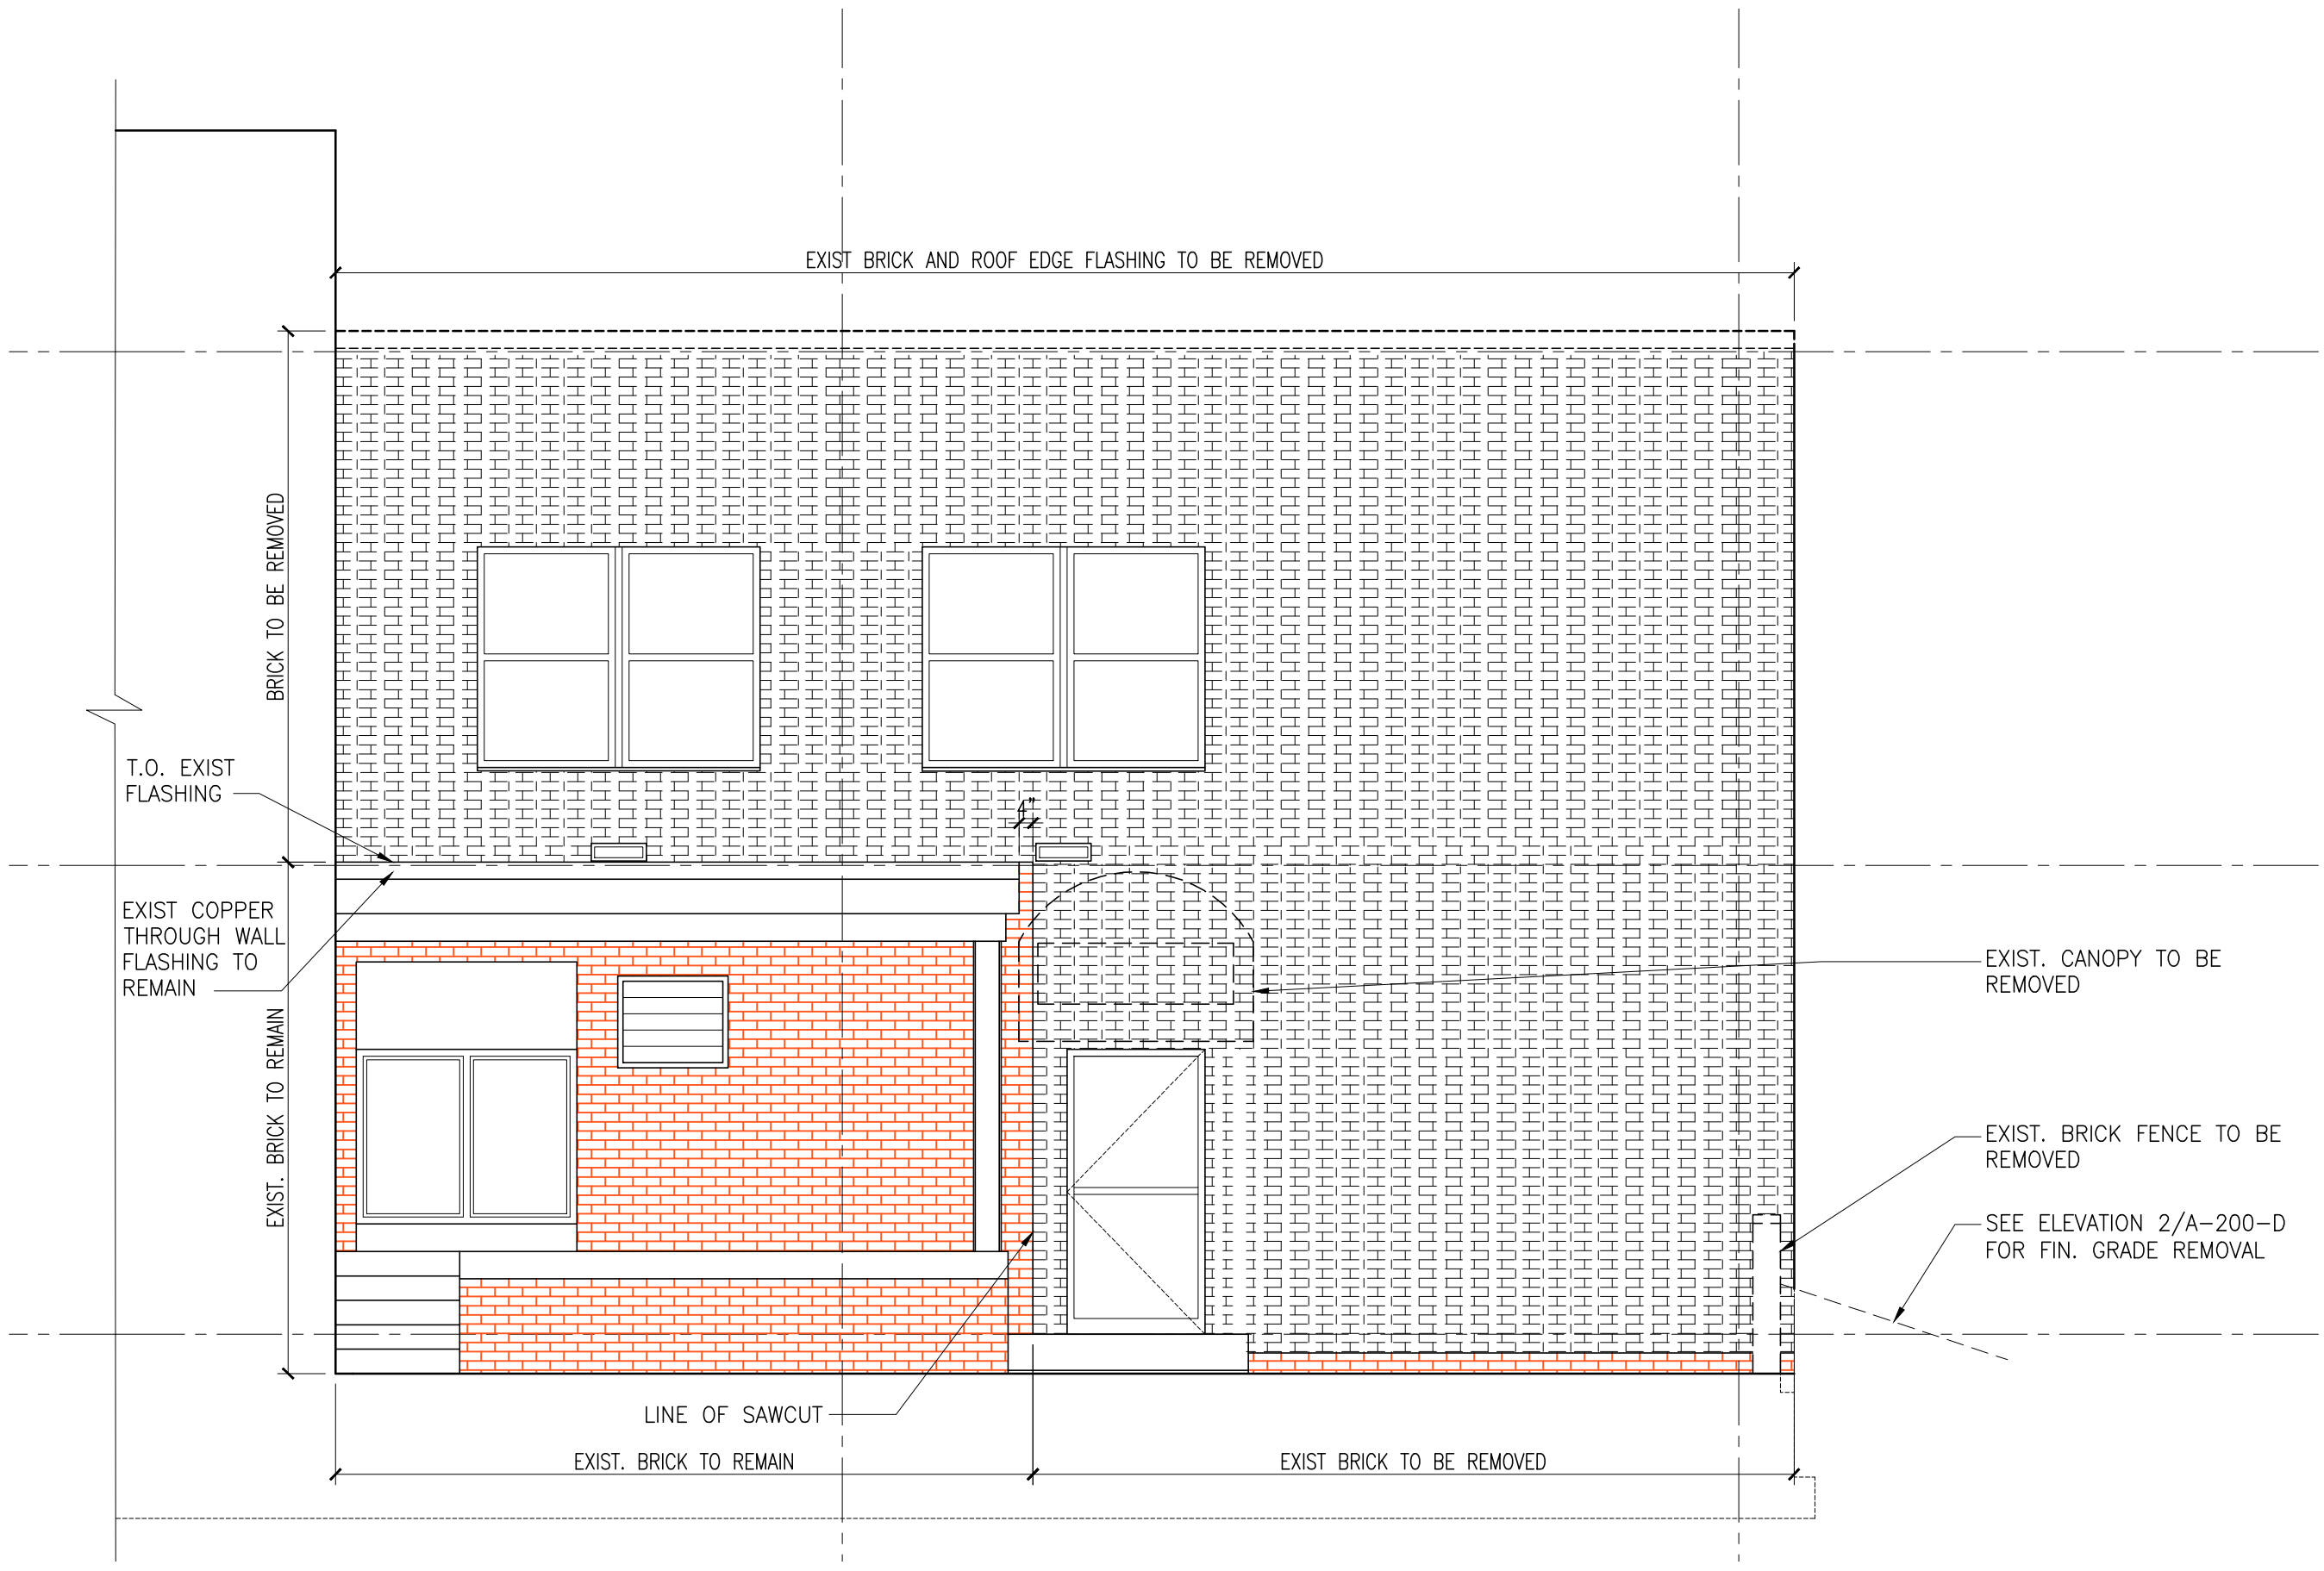 EXIST BRICK AND ROOF EDGE FLASHING TO BE REMOVED
BRICK TO BE REMOVED
T.O. EXIST
FLASHING
4"
EXIST COPPER
THROUGH WALL
FLASHING TO
REMAIN
EXIST. BRICK TO REMAIN
EXIST. CANOPY TO BE
REMOVED
EXIST. BRICK FENCE TO BE
REMOVED
SEE ELEVATION 2/A-200-D
FOR FIN. GRADE REMOVAL
LINE OF SAWCUT
EXIST. BRICK TO REMAIN
EXIST BRICK TO BE REMOVED